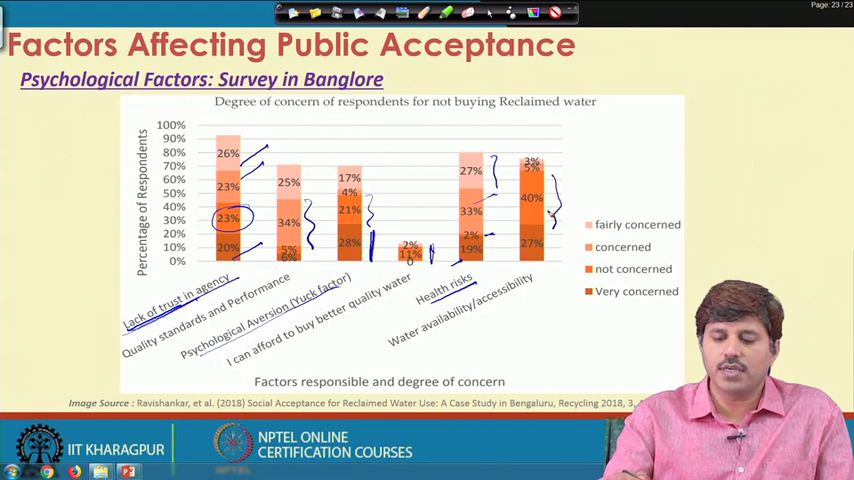 Page: 23 / 23
Factors Affecting Public Acceptance
Psychological Factors: Survey in Banglore
Degree of concern of respondents for not buying Reclaimed water
Percentage of Respondents
100%
90%
80%
70%
60%
50%
40%
30%
20%
10%
0%
26%
23%
23%
20%
25%
34%
5%
6%
17%
4%
21%
28%
2%
11%
0
27%
33%
2%
19%
3%
5%
40%
27%
fairly concerned
concerned
not concerned
Very concerned
Lack of trust in agency
Quality standards and Performance
Psychological Aversion (Yuck factor)
I can afford to buy better quality water
Health risks
Water availability/accessibility
Factors responsible and degree of concern
Image Source : Ravishankar, et al. (2018) Social Acceptance for Reclaimed Water Use: A Case Study in Bengaluru, Recycling 2018, 3,
IIT KHARAGPUR
NPTEL ONLINE
CERTIFICATION COURSES
NPTEL